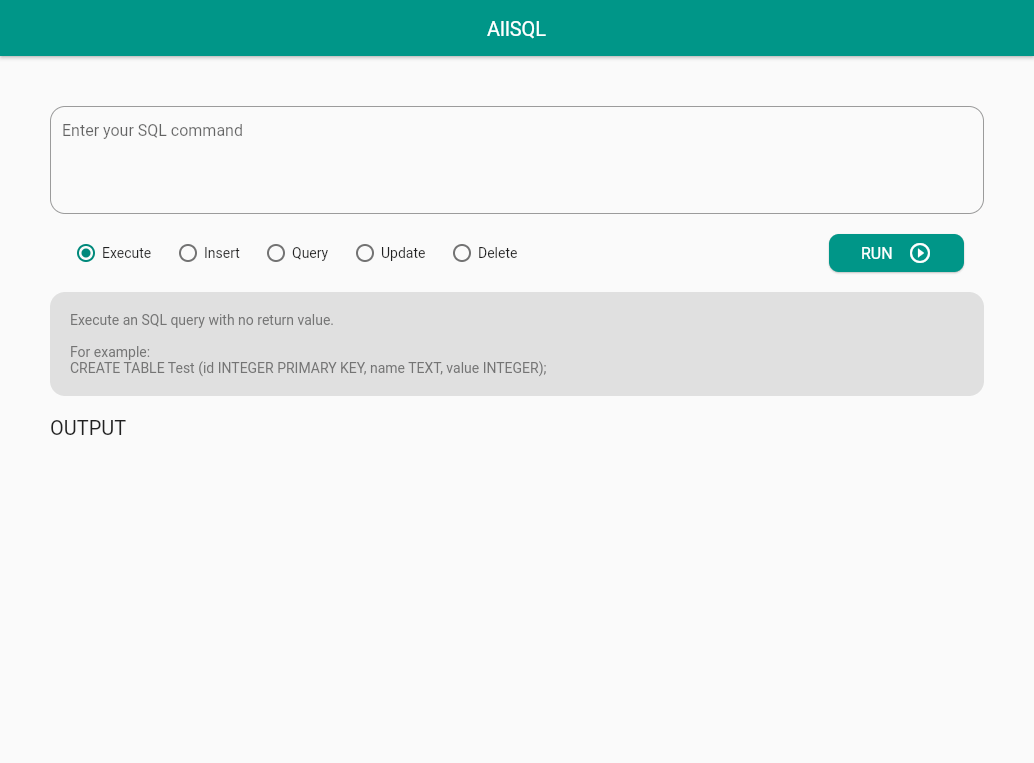 AllSQL
Enter your SQL command
Execute
Insert
Query
Update
Delete
RUN
Execute an SQL query with no return value.
For example:
CREATE TABLE Test (id INTEGER PRIMARY KEY, name TEXT, value INTEGER);
OUTPUT